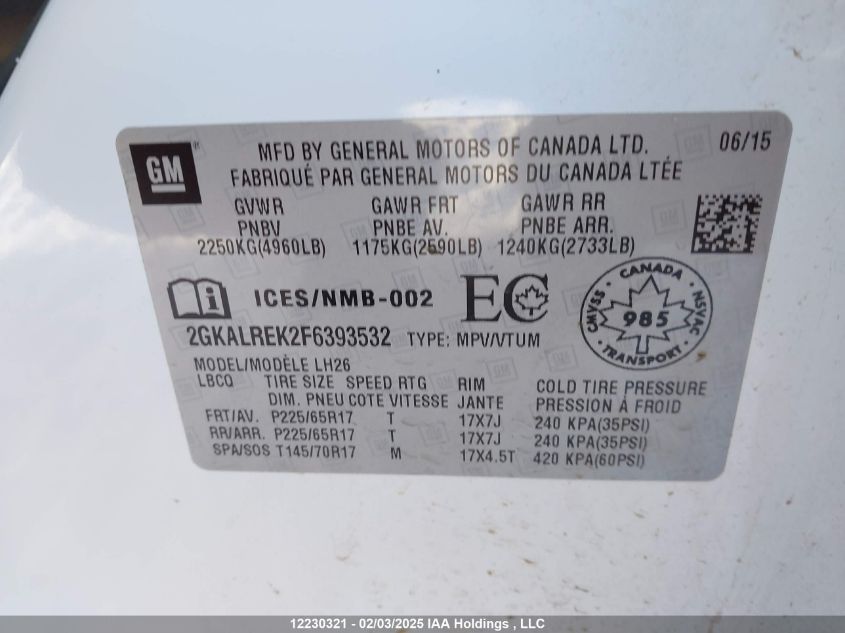 GM
MFD BY GENERAL MOTORS OF CANADA LTD. 06/15
FABRIQUÉ PAR GENERAL MOTORS DU CANADA LTÉE
GVWR GAWR FRT GAWR RR
PNBV PNBE AV. PNBE ARR.
2250KG(4960LB) 1175KG(2590LB) 1240KG(2733LB)
ICES/NMB-002 EC
CANADA
CMVSS 985 NSVAC
TRANSPORT
2GKALREK2F6393532 TYPE: MPV/VTUM
MODEL/MODÈLE LH26
LBCQ TIRE SIZE SPEED RTG RIM COLD TIRE PRESSURE
DIM. PNEU COTE VITESSE JANTE PRESSION À FROID
FRT/AV. P225/65R17 T 17X7J 240 KPA(35PSI)
RR/ARR. P225/65R17 T 17X7J 240 KPA(35PSI)
SPA/SOS T145/70R17 M 17X4.5T 420 KPA(60PSI)
12230321 - 02/03/2025 IAA Holdings , LLC